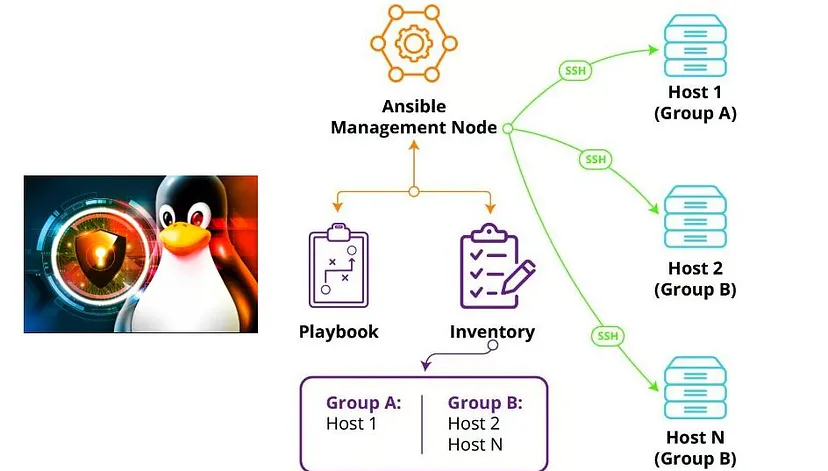 Ansible
Management Node
SSH
Host 1
(Group A)
SSH
Host 2
(Group B)
Playbook
Inventory
SSH
Group A:
Host 1
Group B:
Host 2
Host N
Host N
(Group B)